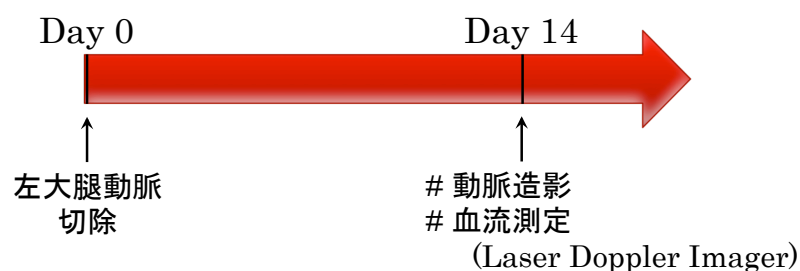 Day 0
Day 14
左大腿動脈
切除
# 動脈造影
# 血流測定
(Laser Doppler Imager)